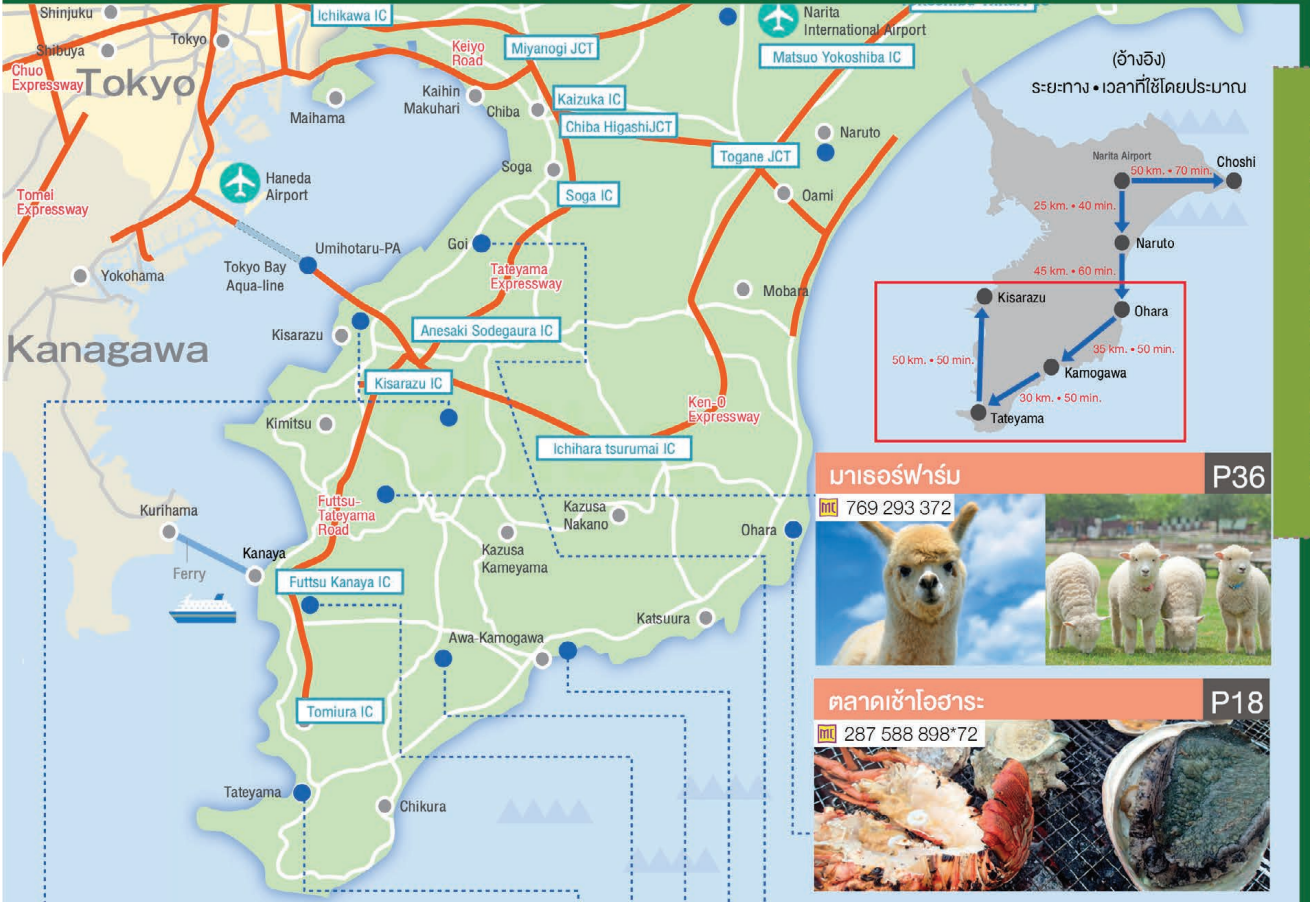 Shinjuku
Ichikawa IC
Narita
International Airport
Tokyo
Shibuya
Keiyo
Road
Miyanogi JCT
Matsuo Yokoshiba IC
Chuo
Expressway
Tokyo
(อ้างอิง)
ระยะทาง • เวลาที่ใช้โดยประมาณ
Kaihin
Makuhari
Maihama
Chiba
Kaizuka IC
Chiba HigashiJCT
Naruto
Togane JCT
Narita Airport
Choshi
50 km. • 70 min.
Soga
Haneda
Airport
Tomei
Expressway
Soga IC
Oami
25 km. • 40 min.
Umihotaru-PA
Goi
Naruto
Yokohama
Tokyo Bay
Aqua-line
Tateyama
Expressway
45 km. • 60 min.
Mobara
Kisarazu
Ohara
Kisarazu
Anesaki Sodegaura IC
Kanagawa
35 km. • 50 min.
50 km. • 50 min.
Kamogawa
Kisarazu IC
30 km. • 50 min.
Ken-O
Expressway
Tateyama
Kimitsu
Ichihara tsurumai IC
มาเธอร์ฟาร์ม
P36
MC 769 293 372
Futtsu-
Tateyama
Road
Kurihama
Kazusa
Nakano
Ohara
Kazusa
Kameyama
Kanaya
Ferry
Futtsu Kanaya IC
Katsuura
Awa-Kamogawa
ตลาดเช้าโอฮาระ
P18
Tomiura IC
MC 287 588 898*72
Tateyama
Chikura